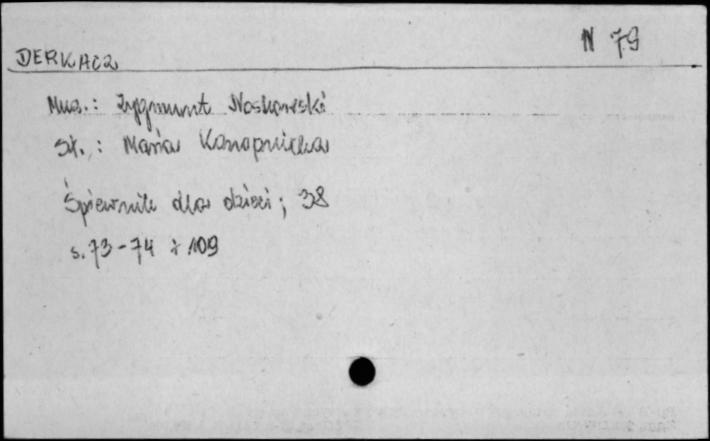 N 79
DERKACZ
Muz.: Zygmunt Noskowski
Sł.: Maria Konopnicka
Śpiewnik dla dzieci; 38
s. 73-74 i 109